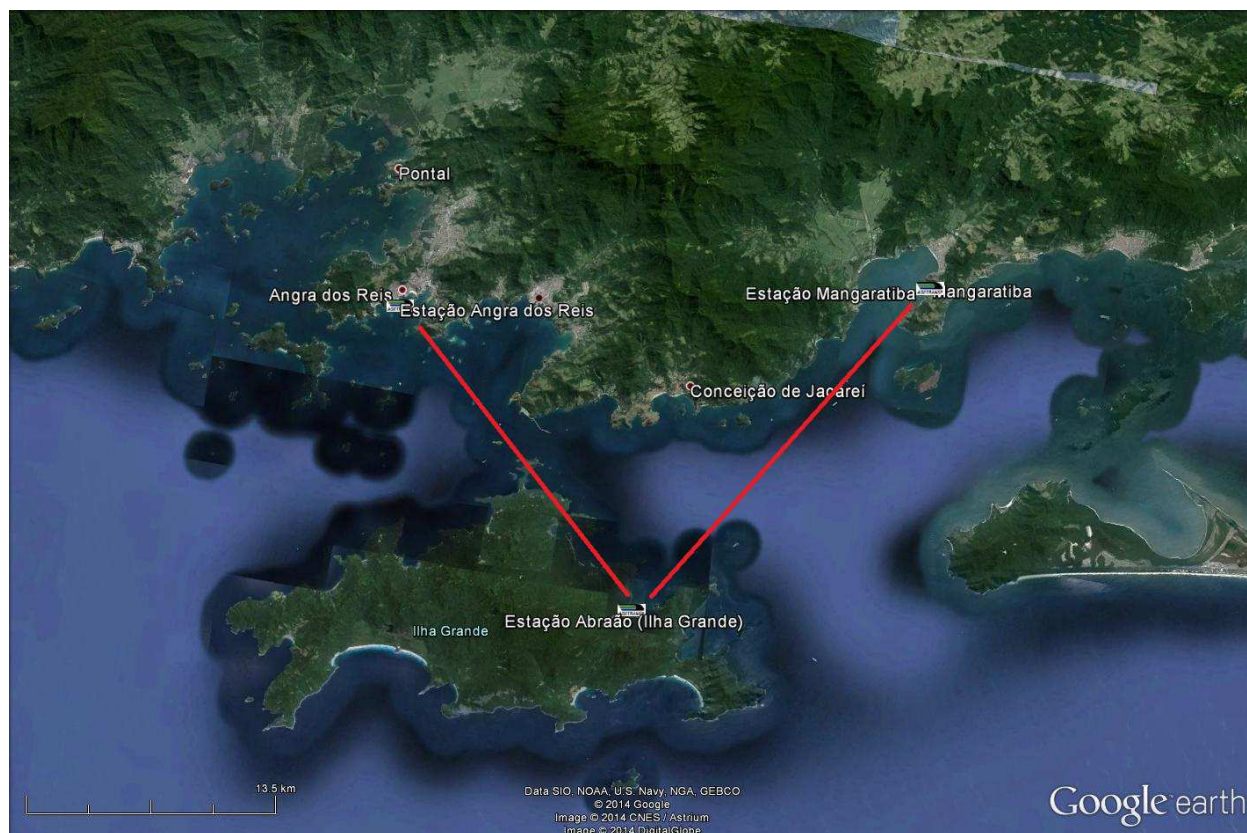 Pontal
Angra dos Reis
Estação Angra dos Reis
Estação Mangaratiba
Mangaratiba
Conceição de Jacareí
Estação Abraão (Ilha Grande)
Ilha Grande
13.5 km
Data SIO, NOAA, U.S. Navy, NGA, GEBCO
© 2014 Google
Image © 2014 CNES / Astrium
Image © 2014 DigitalGlobe
Google earth